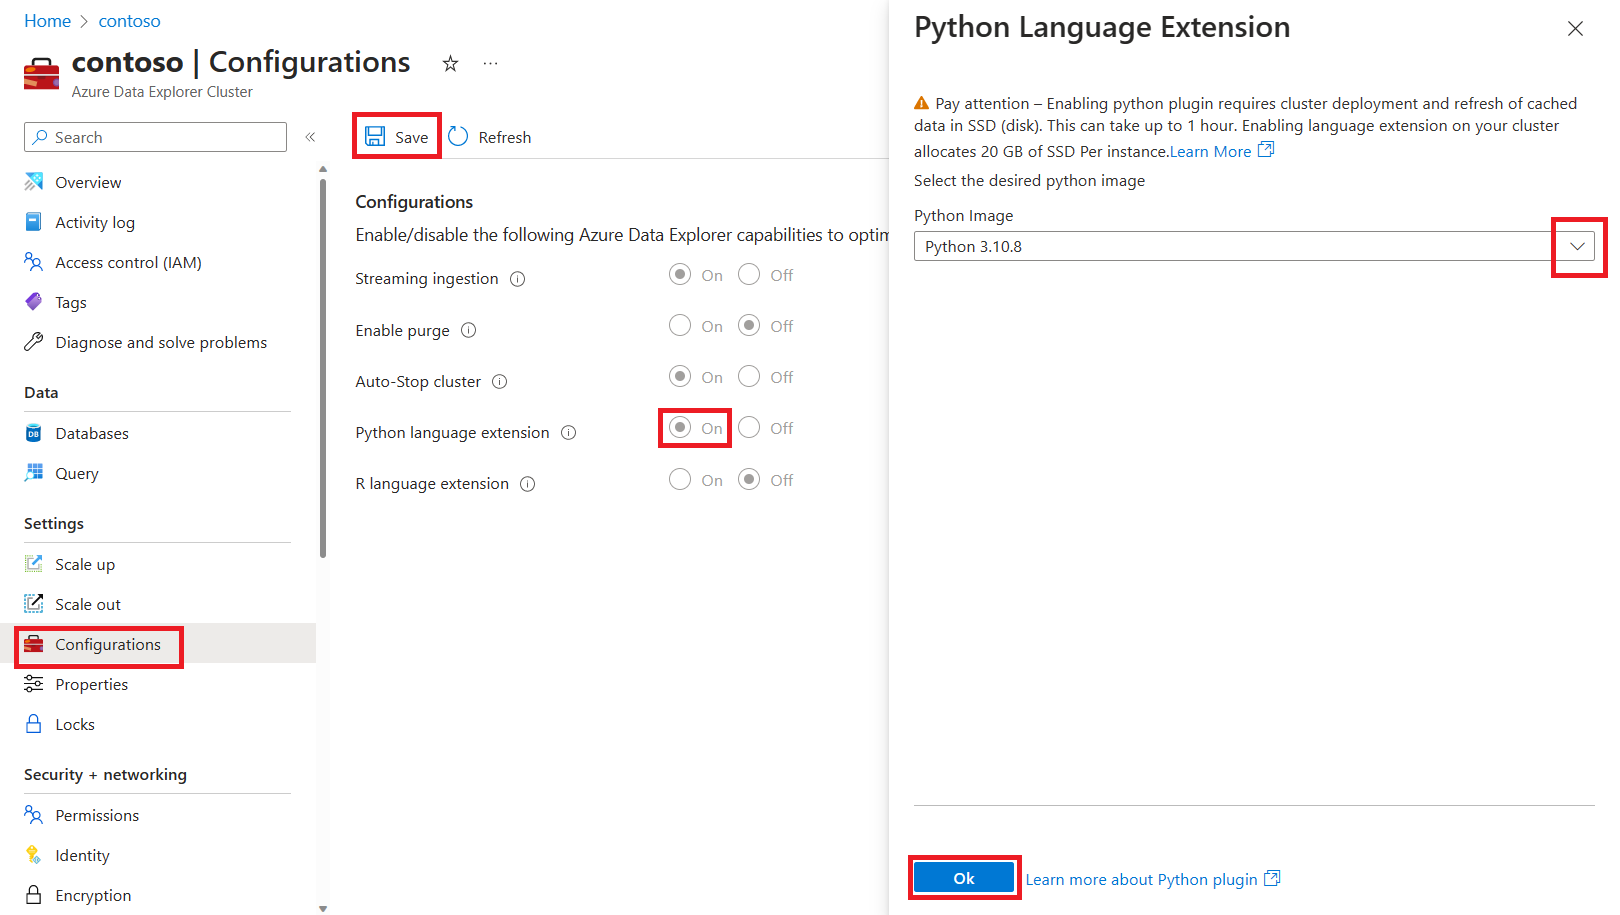 Home > contoso
contoso | Configurations
Azure Data Explorer Cluster
Search
Overview
Activity log
Access control (IAM)
Tags
Diagnose and solve problems
Data
Databases
Query
Settings
Scale up
Scale out
Configurations
Properties
Locks
Security + networking
Permissions
Identity
Encryption
Save Refresh
Configurations
Enable/disable the following Azure Data Explorer capabilities to optim
Streaming ingestion On Off
Enable purge On Off
Auto-Stop cluster On Off
Python language extension On Off
R language extension On Off
Python Language Extension
Pay attention – Enabling python plugin requires cluster deployment and refresh of cached
data in SSD (disk). This can take up to 1 hour. Enabling language extension on your cluster
allocates 20 GB of SSD Per instance.Learn More
Select the desired python image
Python Image
Python 3.10.8
Ok Learn more about Python plugin